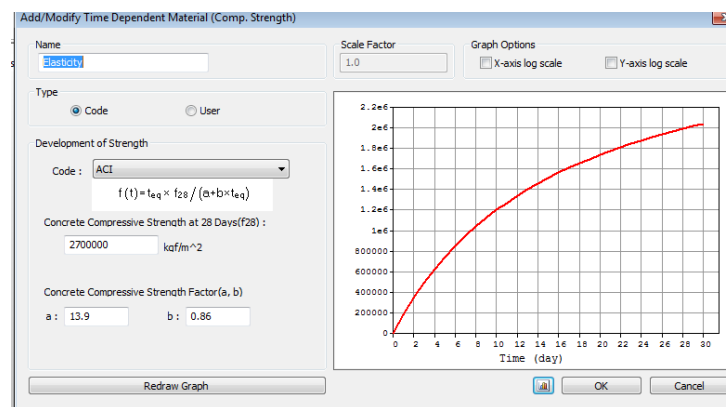 Add/Modify Time Dependent Material (Comp. Strength)
Name
Elasticity
Scale Factor
1.0
Graph Options
X-axis log scale
Y-axis log scale
Type
Code
User
Development of Strength
Code :
ACI
f(t)=teq × f28 /(a+b×teq)
Concrete Compressive Strength at 28 Days(f28) :
2700000
kgf/m^2
Concrete Compressive Strength Factor(a, b)
a : 13.9
b : 0.86
Redraw Graph
2.2e6
2e6
1.8e6
1.6e6
1.4e6
1.2e6
1e6
800000
600000
400000
200000
0
0 2 4 6 8 10 12 14 16 18 20 22 24 26 28 30
Time (day)
OK
Cancel